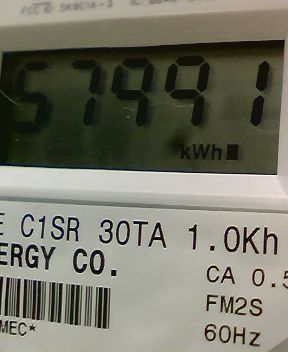 57991
kWh
E C1SR 30TA 1.0Kh
ERGY CO.
CA 0.5
FM2S
MEC*
60Hz